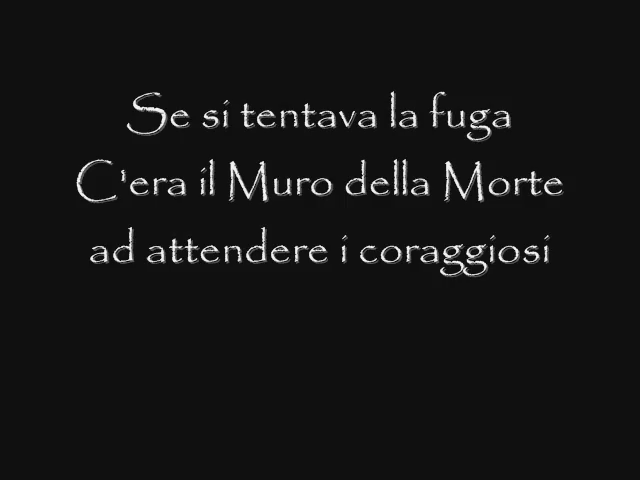 Se si tentava la fuga
C'era il Muro della Morte
ad attendere i coraggiosi